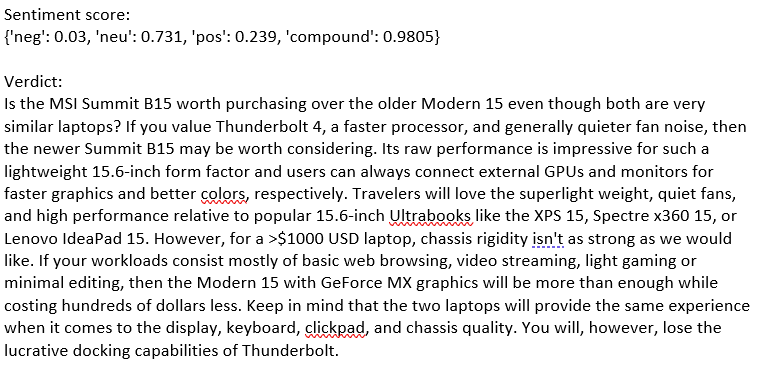 Sentiment score:
{'neg': 0.03, 'neu': 0.731, 'pos': 0.239, 'compound': 0.9805}
Verdict:
Is the MSI Summit B15 worth purchasing over the older Modern 15 even though both are very
similar laptops? If you value Thunderbolt 4, a faster processor, and generally quieter fan noise, then
the newer Summit B15 may be worth considering. Its raw performance is impressive for such a
lightweight 15.6-inch form factor and users can always connect external GPUs and monitors for
faster graphics and better colors, respectively. Travelers will love the superlight weight, quiet fans,
and high performance relative to popular 15.6-inch Ultrabooks like the XPS 15, Spectre x360 15, or
Lenovo IdeaPad 15. However, for a >$1000 USD laptop, chassis rigidity isn't as strong as we would
like. If your workloads consist mostly of basic web browsing, video streaming, light gaming or
minimal editing, then the Modern 15 with GeForce MX graphics will be more than enough while
costing hundreds of dollars less. Keep in mind that the two laptops will provide the same experience
when it comes to the display, keyboard, clickpad, and chassis quality. You will, however, lose the
lucrative docking capabilities of Thunderbolt.